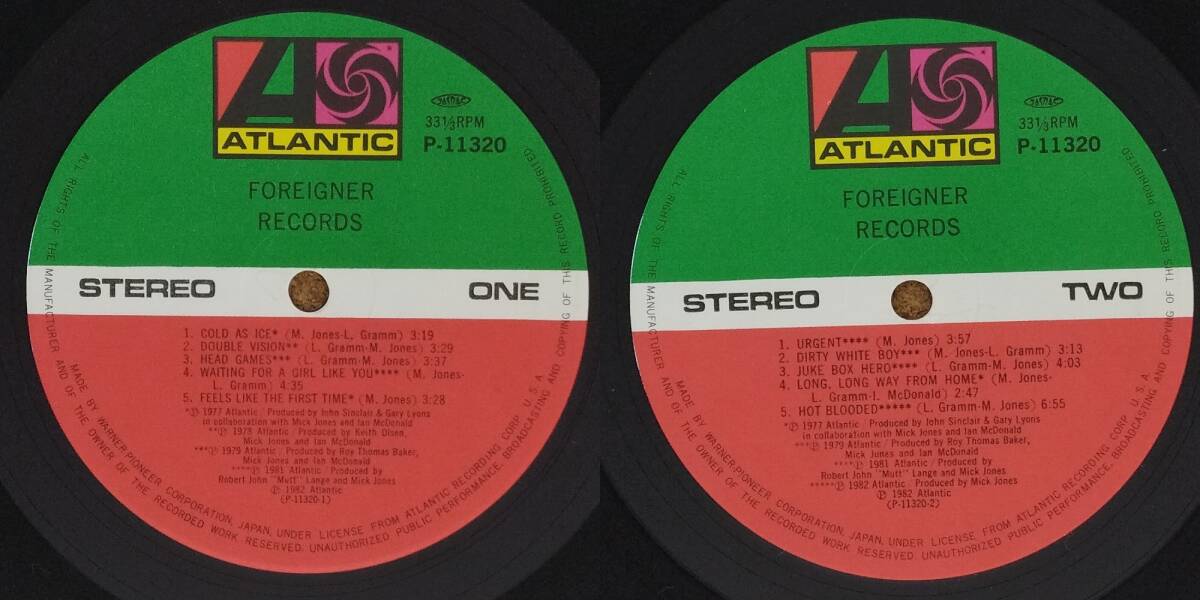 ATLANTIC
JASRAC
33⅓RPM
P-11320
FOREIGNER
RECORDS
STEREO
ONE
1. COLD AS ICE* (M. Jones-L. Gramm) 3:19
2. DOUBLE VISION** (L. Gramm-M. Jones) 3:29
3. HEAD GAMES*** (L. Gramm-M. Jones) 3:37
4. WAITING FOR A GIRL LIKE YOU**** (M. Jones-
L. Gramm) 4:35
5. FEELS LIKE THE FIRST TIME* (M. Jones) 3:28
*Ⓟ 1977 Atlantic / Produced by John Sinclair & Gary Lyons
in collaboration with Mick Jones and Ian McDonald
**Ⓟ 1978 Atlantic / Produced by Keith Olsen,
Mick Jones and Ian McDonald
***Ⓟ 1979 Atlantic / Produced by Roy Thomas Baker,
Mick Jones and Ian McDonald
****Ⓟ 1981 Atlantic / Produced by
Robert John "Mutt" Lange and Mick Jones
Ⓟ 1982 Atlantic
(P-11320-1)
MADE BY WARNER-PIONEER CORPORATION, JAPAN, UNDER LICENSE FROM ATLANTIC RECORDING CORP. U.S.A.
ALL RIGHTS OF THE MANUFACTURER AND OF THE OWNER OF THE RECORDED WORK RESERVED. UNAUTHORIZED PUBLIC PERFORMANCE, BROADCASTING AND COPYING OF THIS RECORD PROHIBITED.
ATLANTIC
JASRAC
33⅓RPM
P-11320
FOREIGNER
RECORDS
STEREO
TWO
1. URGENT**** (M. Jones) 3:57
2. DIRTY WHITE BOY*** (M. Jones-L. Gramm) 3:13
3. JUKE BOX HERO**** (L. Gramm-M. Jones) 4:03
4. LONG, LONG WAY FROM HOME* (M. Jones-
L. Gramm-I. McDonald) 2:47
5. HOT BLOODED***** (L. Gramm-M. Jones) 6:55
*Ⓟ 1977 Atlantic / Produced by John Sinclair & Gary Lyons
in collaboration with Mick Jones and Ian McDonald
***Ⓟ 1979 Atlantic / Produced by Roy Thomas Baker,
Mick Jones and Ian McDonald
****Ⓟ 1981 Atlantic / Produced by
Robert John "Mutt" Lange and Mick Jones
*****Ⓟ 1982 Atlantic / Produced by Mick Jones
Ⓟ 1982 Atlantic
(P-11320-2)
MADE BY WARNER-PIONEER CORPORATION, JAPAN, UNDER LICENSE FROM ATLANTIC RECORDING CORP. U.S.A.
ALL RIGHTS OF THE MANUFACTURER AND OF THE OWNER OF THE RECORDED WORK RESERVED. UNAUTHORIZED PUBLIC PERFORMANCE, BROADCASTING AND COPYING OF THIS RECORD PROHIBITED.